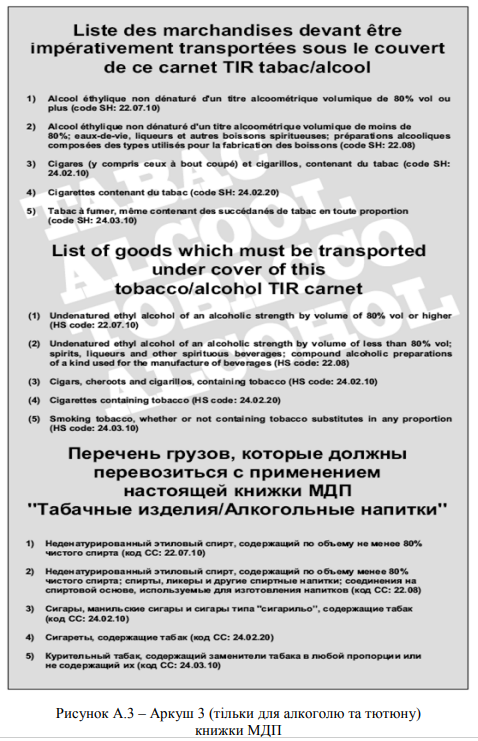 Liste des marchandises devant être
impérativement transportées sous le couvert
de ce carnet TIR tabac/alcool
1) Alcool éthylique non dénaturé d'un titre alcoométrique volumique de 80% vol ou
plus (code SH: 22.07.10)
2) Alcool éthylique non dénaturé d'un titre alcoométrique volumique de moins de
80%; eaux-de-vie, liqueurs et autres boissons spiritueuses; préparations alcooliques
composées des types utilisés pour la fabrication des boissons (code SH: 22.08)
3) Cigares (y compris ceux à bout coupé) et cigarillos, contenant du tabac (code SH:
24.02.10)
4) Cigarettes contenant du tabac (code SH: 24.02.20)
5) Tabac à fumer, même contenant des succédanés de tabac en toute proportion
(code SH: 24.03.10)
TABAC
ALCOOL
TOBACCO
ALCOHOL
List of goods which must be transported
under cover of this
tobacco/alcohol TIR carnet
(1) Undenatured ethyl alcohol of an alcoholic strength by volume of 80% vol or higher
(HS code: 22.07.10)
(2) Undenatured ethyl alcohol of an alcoholic strength by volume of less than 80% vol;
spirits, liqueurs and other spirituous beverages; compound alcoholic preparations
of a kind used for the manufacture of beverages (HS code: 22.08)
(3) Cigars, cheroots and cigarillos, containing tobacco (HS code: 24.02.10)
(4) Cigarettes containing tobacco (HS code: 24.02.20)
(5) Smoking tobacco, whether or not containing tobacco substitutes in any proportion
(HS code: 24.03.10)
Перечень грузов, которые должны
перевозиться с применением
настоящей книжки МДП
"Табачные изделия/Алкогольные напитки"
1) Неденатурированный этиловый спирт, содержащий по объему не менее 80%
чистого спирта (код СС: 22.07.10)
2) Неденатурированный этиловый спирт, содержащий по объему менее 80%
чистого спирта; спирты, ликеры и другие спиртные напитки; соединения на
спиртовой основе, используемые для изготовления напитков (код СС: 22.08)
3) Сигары, манильские сигары и сигары типа "сигарильо", содержащие табак
(код СС: 24.02.10)
4) Сигареты, содержащие табак (код СС: 24.02.20)
5) Курительный табак, содержащий заменители табака в любой пропорции или
не содержащий их (код СС: 24.03.10)
Рисунок А.3 – Аркуш 3 (тільки для алкоголю та тютюну)
книжки МДП